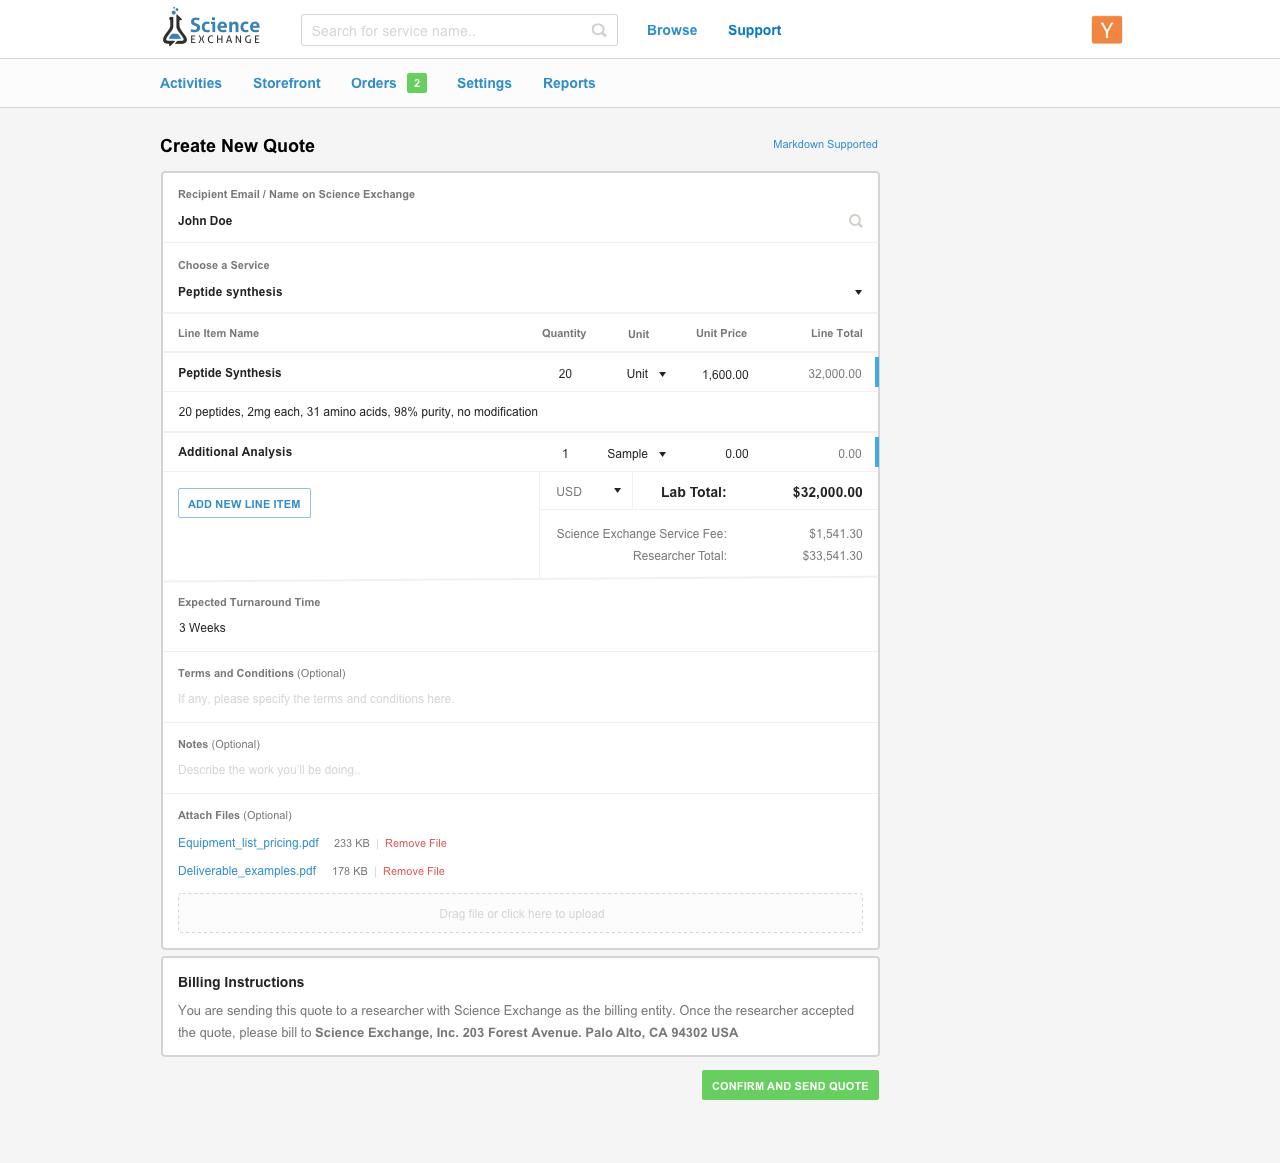 Science
EXCHANGE
Search for service name..
Browse
Support
Y
Activities
Storefront
Orders
2
Settings
Reports
Create New Quote
Markdown Supported
Recipient Email / Name on Science Exchange
John Doe
Choose a Service
Peptide synthesis
Line Item Name Quantity Unit Unit Price Line Total
Peptide Synthesis 20 Unit 1,600.00 32,000.00
20 peptides, 2mg each, 31 amino acids, 98% purity, no modification
Additional Analysis 1 Sample 0.00 0.00
ADD NEW LINE ITEM
USD Lab Total: $32,000.00
Science Exchange Service Fee: $1,541.30
Researcher Total: $33,541.30
Expected Turnaround Time
3 Weeks
Terms and Conditions (Optional)
If any, please specify the terms and conditions here.
Notes (Optional)
Describe the work you'll be doing..
Attach Files (Optional)
Equipment_list_pricing.pdf 233 KB | Remove File
Deliverable_examples.pdf 178 KB | Remove File
Drag file or click here to upload
Billing Instructions
You are sending this quote to a researcher with Science Exchange as the billing entity. Once the researcher accepted
the quote, please bill to Science Exchange, Inc. 203 Forest Avenue. Palo Alto, CA 94302 USA
CONFIRM AND SEND QUOTE